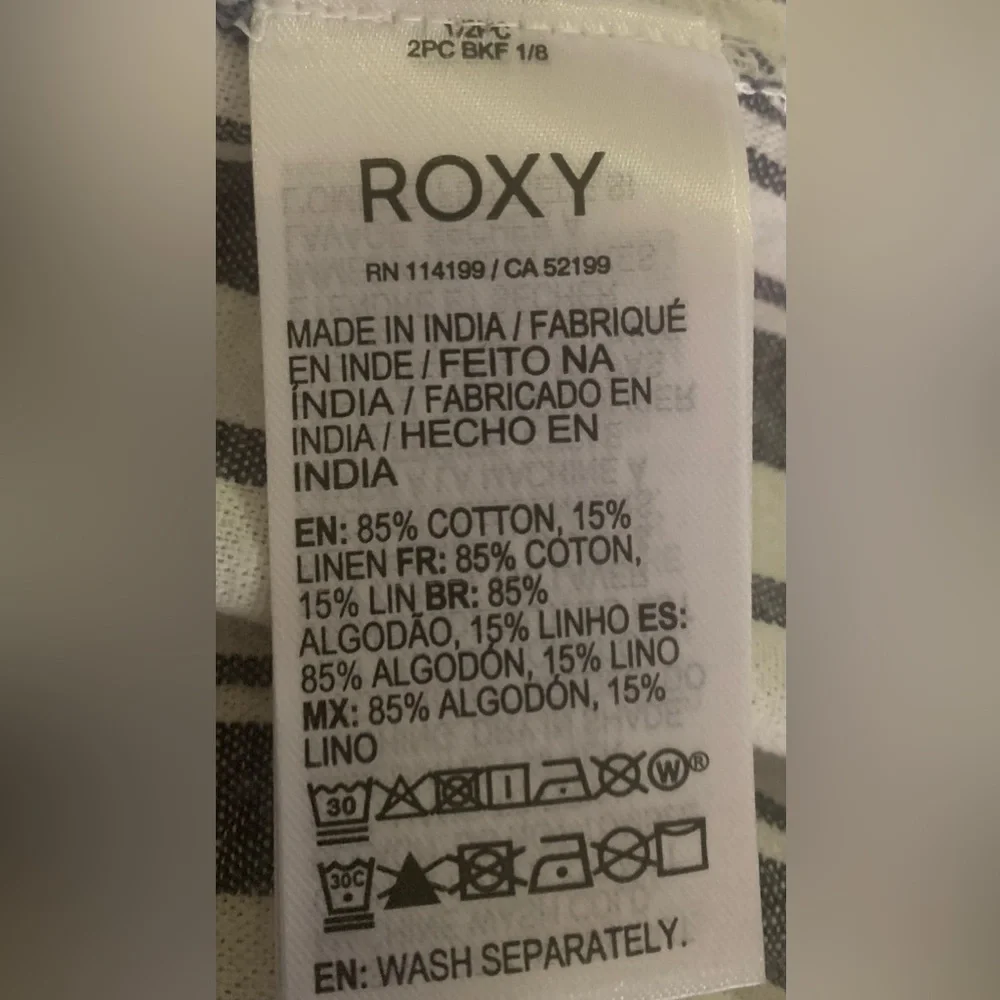 1/2PC
2PC BKF 1/8
ROXY
RN 114199 / CA 52199
MADE IN INDIA / FABRIQUÉ
EN INDE / FEITO NA
ÍNDIA / FABRICADO EN
INDIA / HECHO EN
INDIA
EN: 85% COTTON, 15%
LINEN FR: 85% COTON,
15% LIN BR: 85%
ALGODÃO, 15% LINHO ES:
85% ALGODÓN, 15% LINO
MX: 85% ALGODÓN, 15%
LINO
30 W®
30C
EN: WASH SEPARATELY.